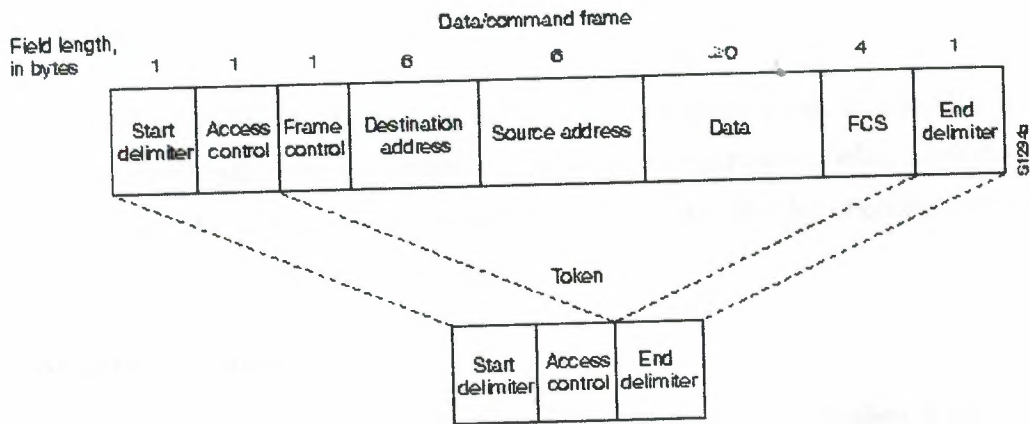 Data/command frame
Field length,
in bytes
1 1 1 6 6 4 1
Start
delimiter
Access
control
Frame
control
Destination
address
Source address
Data
FCS
End
delimiter
S1294a
Token
Start
delimiter
Access
control
End
delimiter